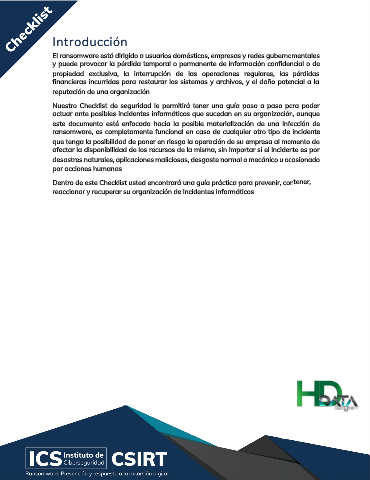 Checklist
Introducción
El ransomware está dirigido a usuarios domésticos, empresas y redes gubernamentales
y puede provocar la pérdida temporal o permanente de información confidencial o de
propiedad exclusiva, la interrupción de las operaciones regulares, las pérdidas
financieras incurridas para restaurar los sistemas y archivos, y el daño potencial a la
reputación de una organización
Nuestro Checklist de seguridad le permitirá tener una guía paso a paso para poder
actuar ante posibles incidentes informáticos que sucedan en su organización, aunque
este documento está enfocado hacia la posible materialización de una infección de
ransomware, es completamente funcional en caso de cualquier otro tipo de incidente
que tenga la posibilidad de poner en riesgo la operación de su empresa al momento de
afectar la disponibilidad de los recursos de la misma, sin importar si el incidente es por
desastres naturales, aplicaciones maliciosas, desgaste normal o mecánico u ocasionado
por acciones humanas
Dentro de este Checklist usted encontrará una guía práctica para prevenir, contener,
reaccionar y recuperar su organización de incidentes informáticos
HD
DATA
ICS Instituto de
Ciberseguridad
CSIRT
Ransomware Prevención y respuesta a la extorsión digital